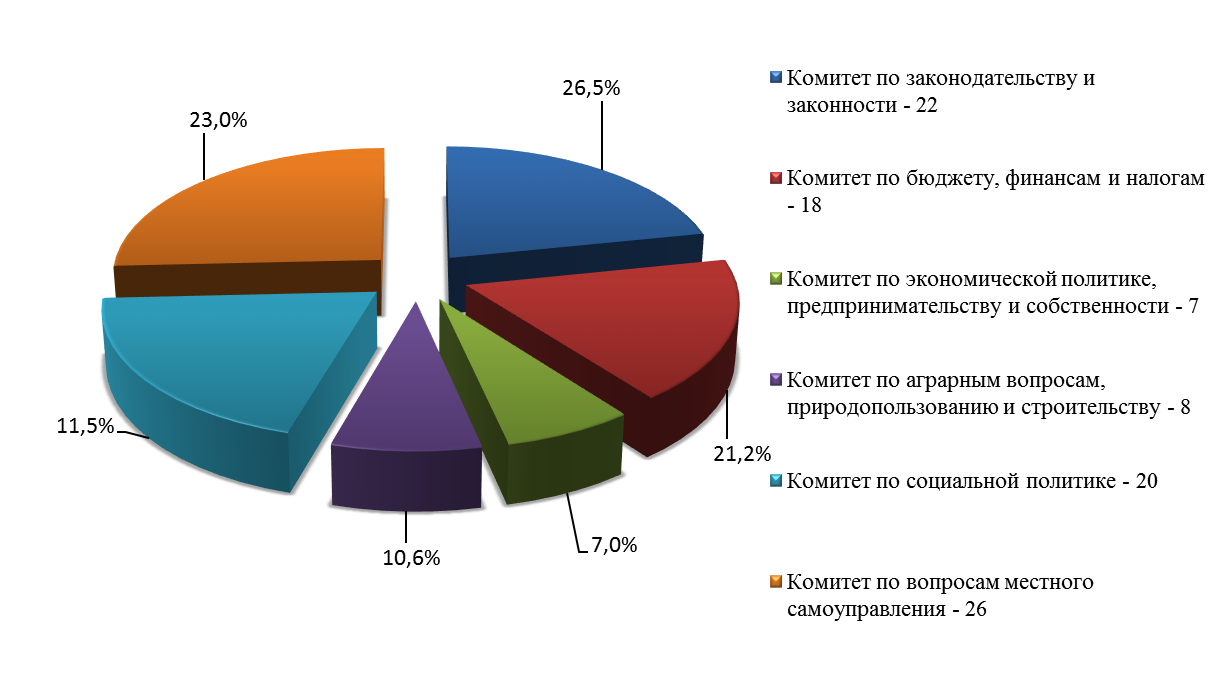 26,5%
23,0%
11,5%
10,6%
7,0%
21,2%
Комитет по законодательству и
законности - 22
Комитет по бюджету, финансам и налогам
- 18
Комитет по экономической политике,
предпринимательству и собственности - 7
Комитет по аграрным вопросам,
природопользованию и строительству - 8
Комитет по социальной политике - 20
Комитет по вопросам местного
самоуправления - 26